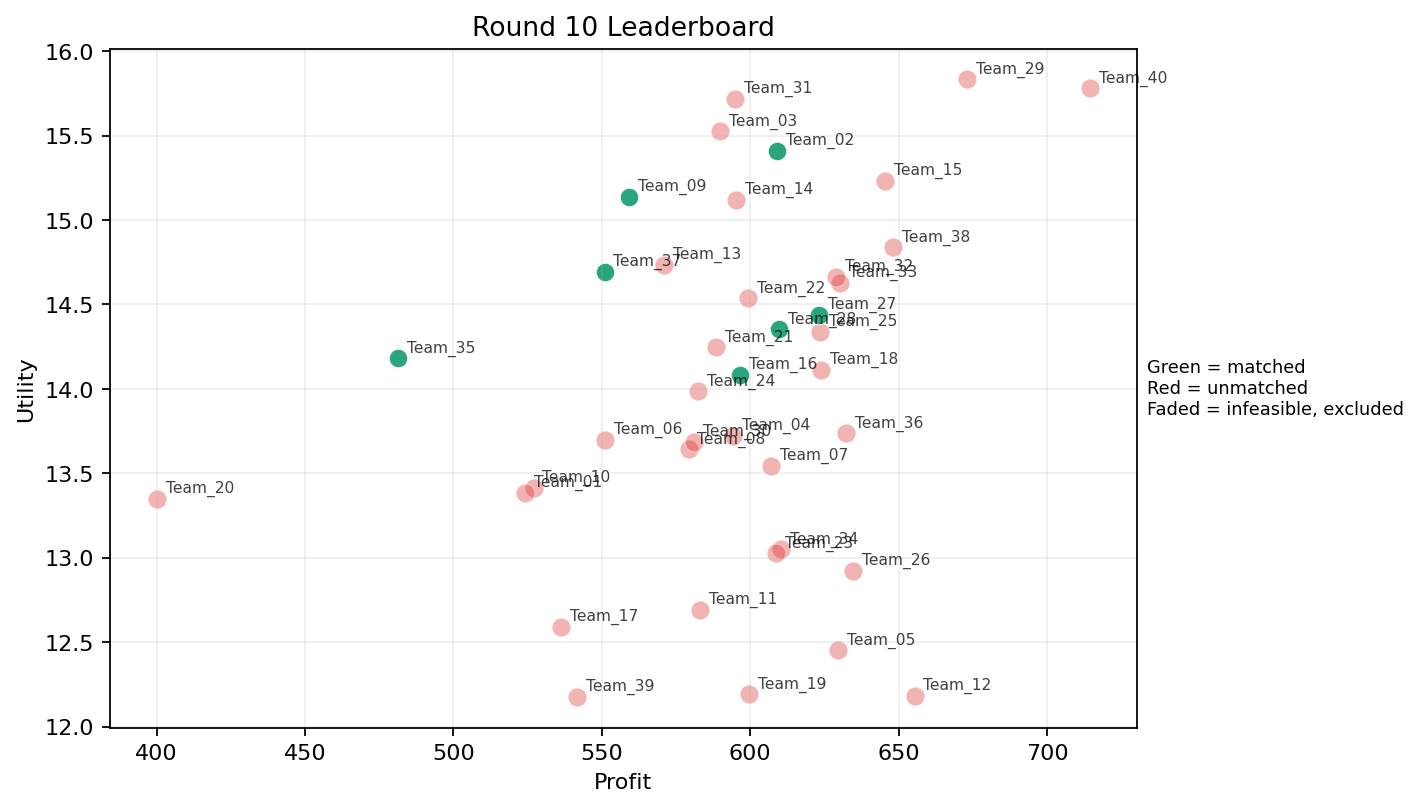 Round 10 Leaderboard
16.0
Team_29
Team_40
Team_31
Team_03
15.5
Team_02
Team_15
Team_09
Team_14
15.0
Team_38
Team_13
Team_37
Team_32
Team_33
Team_22
14.5
Team_27
Team_28
Team_25
Team_21
Team_35
Team_18
Team_16
14.0
Team_24
Team_06
Team_04
Team_36
Team_30
Team_08
Team_07
13.5
Team_10
Team_01
Team_20
Team_34
Team_23
13.0
Team_26
Team_11
Team_17
12.5
Team_05
Team_39
Team_19
Team_12
12.0
Utility
400
450
500
550
600
650
700
Profit
Green = matched
Red = unmatched
Faded = infeasible, excluded